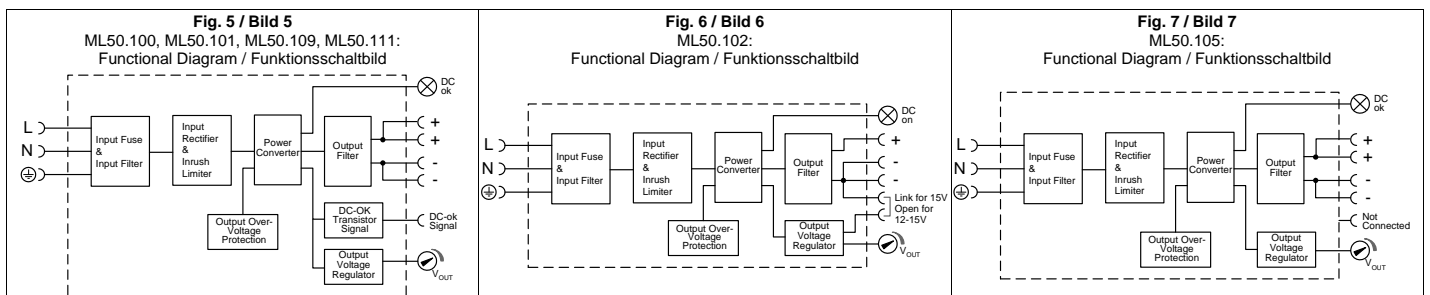 Fig. 5 / Bild 5
ML50.100, ML50.101, ML50.109, ML50.111:
Functional Diagram / Funktionsschaltbild
DC
ok
L
N
Input Fuse
&
Input Filter
Input
Rectifier
&
Inrush
Limiter
Power
Converter
Output
Filter
+
+
-
-
Output Over-
Voltage
Protection
DC-OK
Transistor
Signal
DC-ok
Signal
Output
Voltage
Regulator
VOUT
Fig. 6 / Bild 6
ML50.102:
Functional Diagram / Funktionsschaltbild
DC
on
L
N
Input Fuse
&
Input Filter
Input
Rectifier
&
Inrush
Limiter
Power
Converter
Output
Filter
+
-
-
Link for 15V
Open for
12-15V
Output Over-
Voltage
Protection
Output
Voltage
Regulator
VOUT
Fig. 7 / Bild 7
ML50.105:
Functional Diagram / Funktionsschaltbild
DC
ok
L
N
Input Fuse
&
Input Filter
Input
Rectifier
&
Inrush
Limiter
Power
Converter
Output
Filter
+
+
-
-
Not
Connected
Output Over-
Voltage
Protection
Output
Voltage
Regulator
VOUT